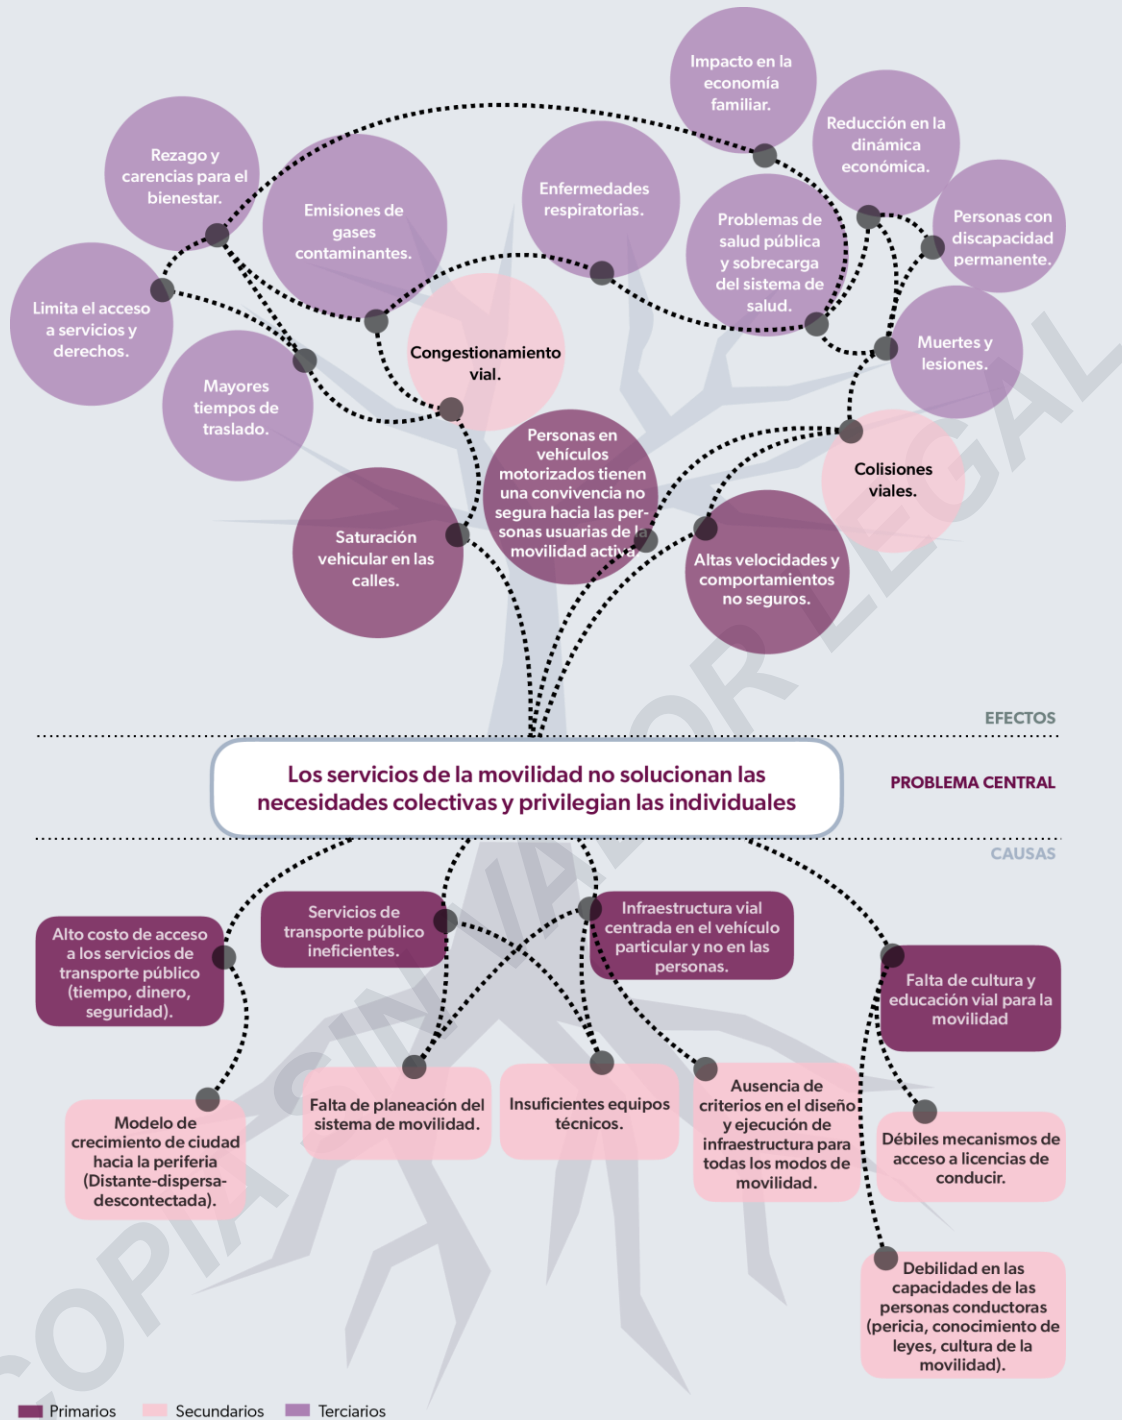 Impacto en la
economía
familiar.
Reducción en la
dinámica
económica.
Rezago y
carencias para el
bienestar.
Emisiones de
gases
contaminantes.
Enfermedades
respiratorias.
Problemas de
salud pública
y sobrecarga
del sistema de
salud.
Personas con
discapacidad
permanente.
Limita el acceso
a servicios y
derechos.
Mayores
tiempos de
traslado.
Congestionamiento
vial.
Muertes y
lesiones.
Personas en
vehículos
motorizados tienen
una convivencia no
segura hacia las per-
sonas usuarias de la
movilidad activa.
Colisiones
viales.
Saturación
vehicular en las
calles.
Altas velocidades y
comportamientos
no seguros.
EFECTOS
Los servicios de la movilidad no solucionan las
necesidades colectivas y privilegian las individuales
PROBLEMA CENTRAL
CAUSAS
Alto costo de acceso
a los servicios de
transporte público
(tiempo, dinero,
seguridad).
Servicios de
transporte público
ineficientes.
Infraestructura vial
centrada en el vehículo
particular y no en las
personas.
Falta de cultura y
educación vial para la
movilidad
Modelo de
crecimiento de ciudad
hacia la periferia
(Distante-dispersa-
descontectada).
Falta de planeación del
sistema de movilidad.
Insuficientes equipos
técnicos.
Ausencia de
criterios en el diseño
y ejecución de
infraestructura para
todas los modos de
movilidad.
Débiles mecanismos de
acceso a licencias de
conducir.
Debilidad en las
capacidades de las
personas conductoras
(pericia, conocimiento de
leyes, cultura de la
movilidad).
Primarios
Secundarios
Terciarios
COPIA SIN VALOR LEGAL